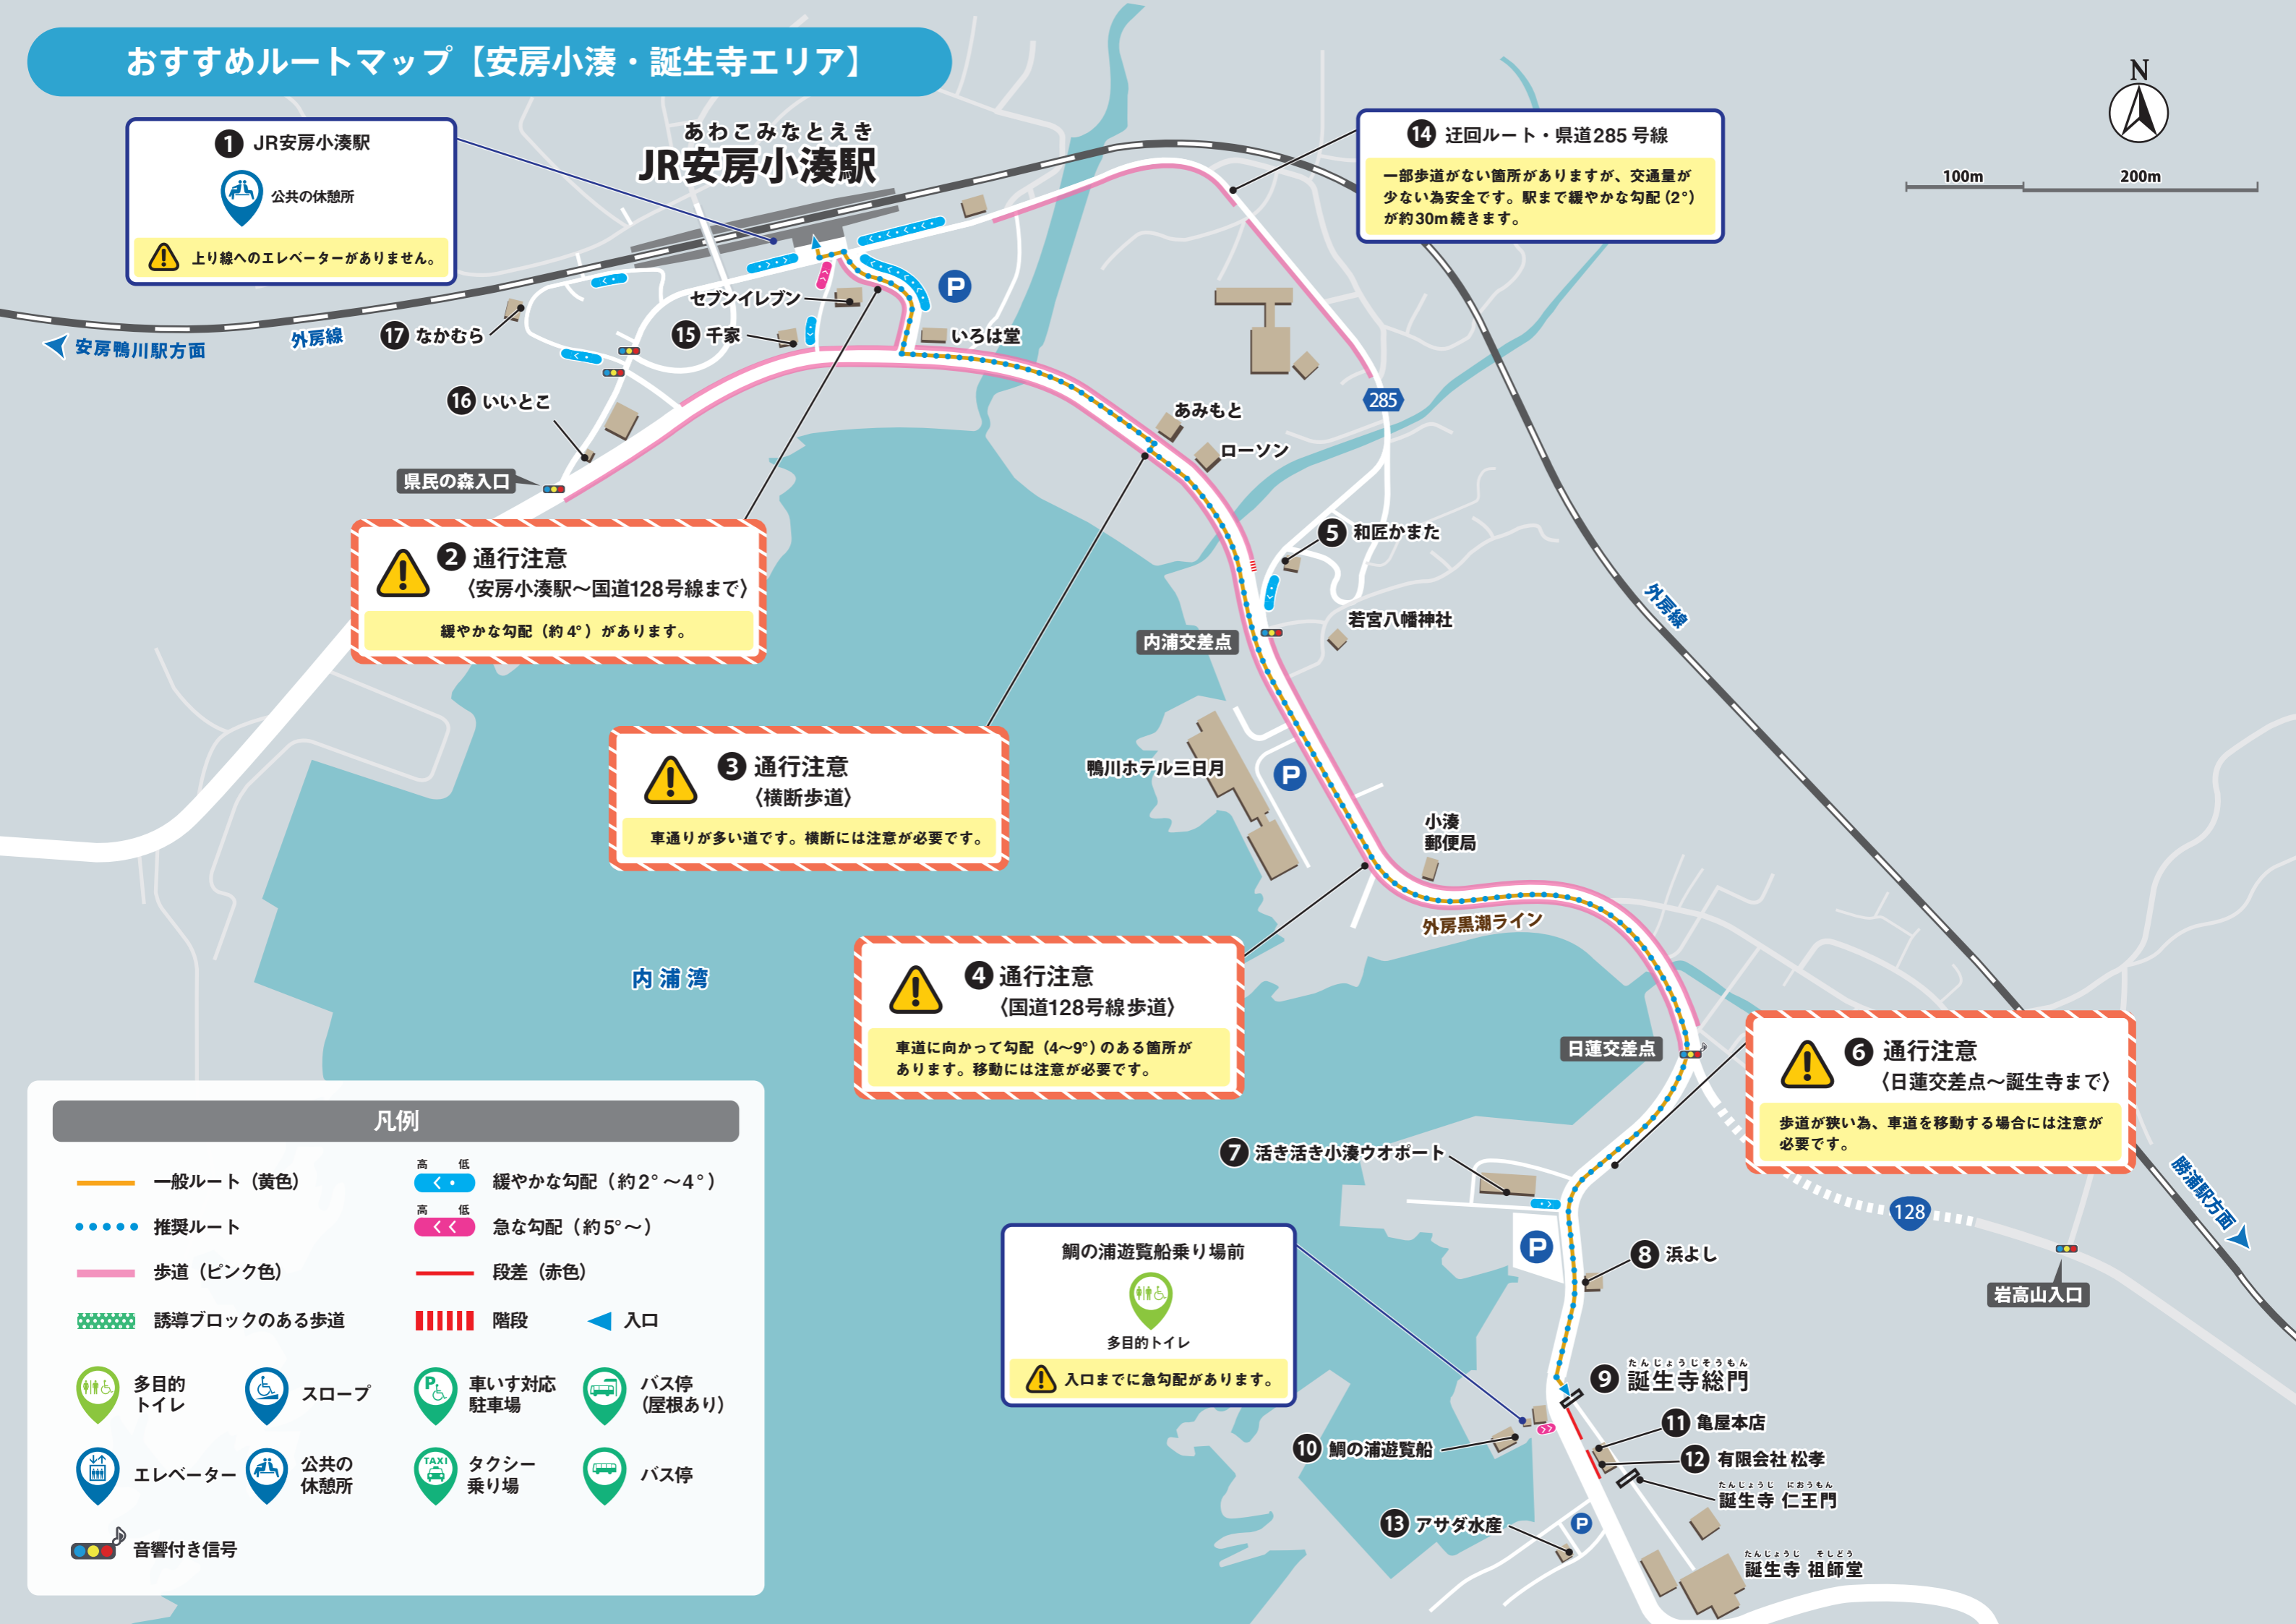 おすすめルートマップ【安房小湊・誕生寺エリア】
N
100m
200m
1 JR安房小湊駅
公共の休憩所
上り線へのエレベーターがありません。
あわこみなとえき
JR安房小湊駅
14 迂回ルート・県道285号線
一部歩道がない箇所がありますが、交通量が
少ない為安全です。駅まで緩やかな勾配(2°)
が約30m続きます。
P
セブンイレブン
15 千家
いろは堂
17 なかむら
外房線
安房鴨川駅方面
16 いいとこ
県民の森入口
285
あみもと
ローソン
5 和匠かまた
若宮八幡神社
内浦交差点
外房線
2 通行注意
〈安房小湊駅～国道128号線まで〉
緩やかな勾配(約4°)があります。
3 通行注意
〈横断歩道〉
車通りが多い道です。横断には注意が必要です。
鴨川ホテル三日月
P
小湊
郵便局
外房黒潮ライン
4 通行注意
〈国道128号線歩道〉
車道に向かって勾配(4～9°)のある箇所が
あります。移動には注意が必要です。
内浦湾
日蓮交差点
6 通行注意
〈日蓮交差点～誕生寺まで〉
歩道が狭い為、車道を移動する場合には注意が
必要です。
勝浦駅方面
128
岩高山入口
7 活き活き小湊ウオポート
P
8 浜よし
鯛の浦遊覧船乗り場前
多目的トイレ
入口までに急勾配があります。
たんじょうじそうもん
9 誕生寺総門
11 亀屋本店
10 鯛の浦遊覧船
12 有限会社 松孝
たんじょうじ におうもん
誕生寺 仁王門
13 アサダ水産
P
たんじょうじ そしどう
誕生寺 祖師堂
凡例
一般ルート(黄色)
高 低
緩やかな勾配(約2°～4°)
推奨ルート
高 低
急な勾配(約5°～)
歩道(ピンク色)
段差(赤色)
誘導ブロックのある歩道
階段
入口
多目的
トイレ
スロープ
P
車いす対応
駐車場
バス停
(屋根あり)
エレベーター
公共の
休憩所
TAXI
タクシー
乗り場
バス停
音響付き信号